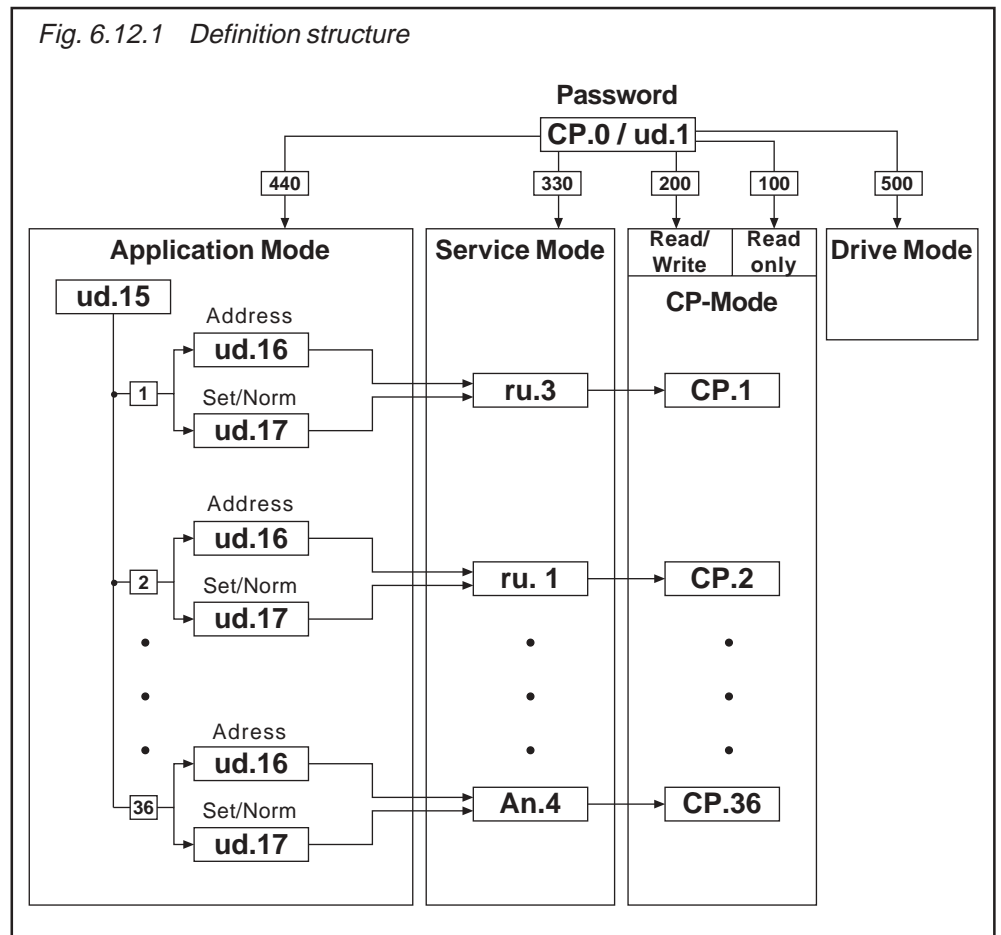 Fig. 6.12.1 Definition structure
Password
CP.0 / ud.1
440
330
200
100
500
Application Mode
Service Mode
Read/
Write
Read
only
CP-Mode
Drive Mode
ud.15
Address
ud.16
1
Set/Norm
ud.17
ru.3
CP.1
Address
ud.16
2
Set/Norm
ud.17
ru. 1
CP.2
Adress
ud.16
36
Set/Norm
ud.17
An.4
CP.36